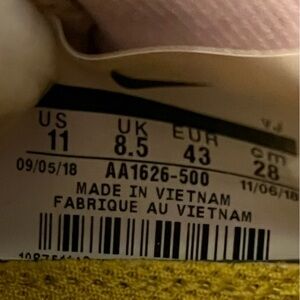 US UK EUR cm
11 8.5 43 28
09/05/18 AA1626-500 11/06/18
MADE IN VIETNAM
FABRIQUE AU VIETNAM